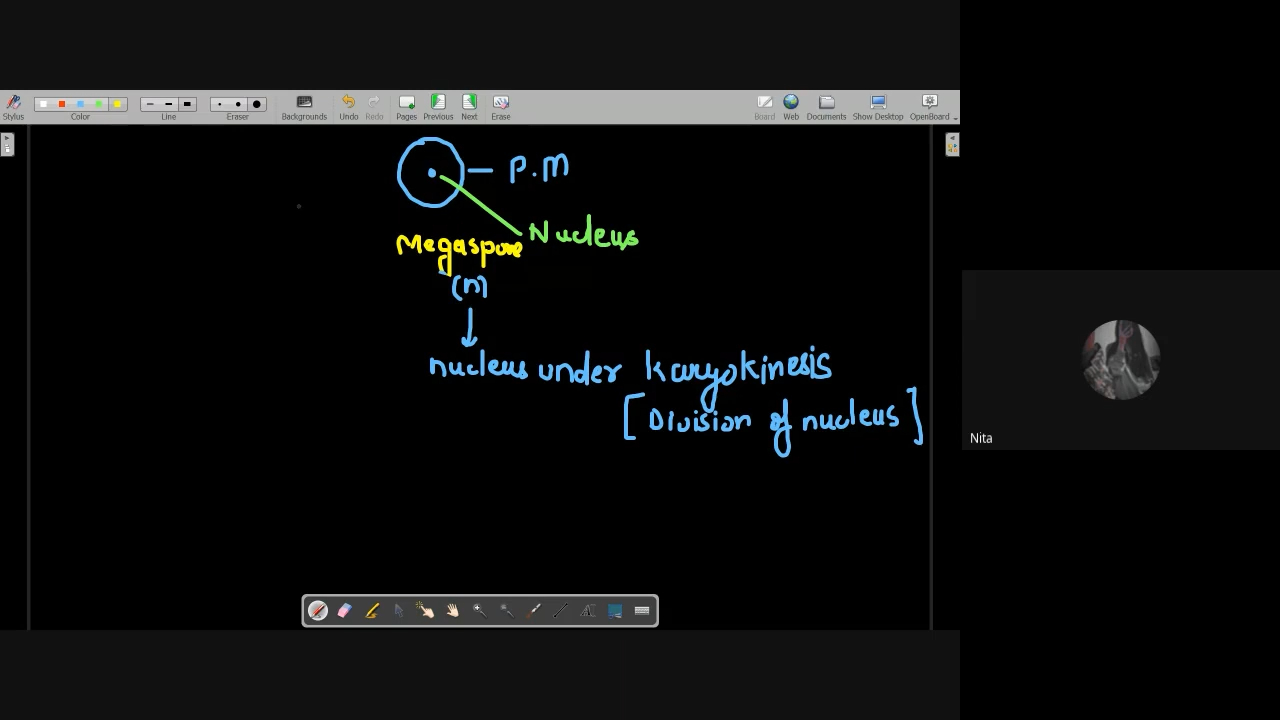 Stylus Color Line Eraser Backgrounds Undo Redo Pages Previous Next Erase Board Web Documents Show Desktop OpenBoard
P.M
Nucleus
Megaspore
(n)
nucleus under karyokinesis
[Division of nucleus]
Nita